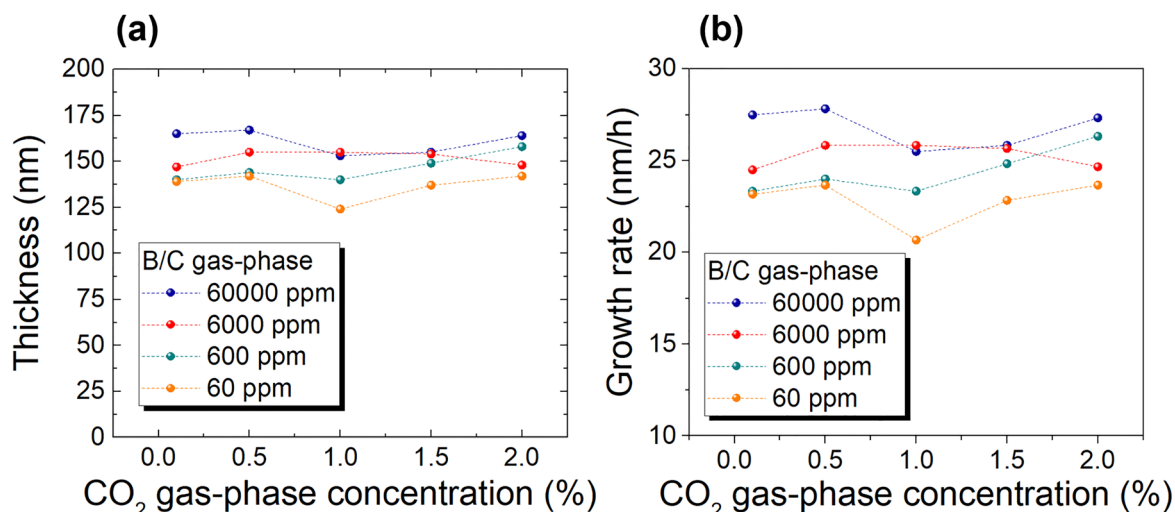 (a)
Thickness (nm)
200
175
150
125
100
75
50
25
0
B/C gas-phase
60000 ppm
6000 ppm
600 ppm
60 ppm
0.0 0.5 1.0 1.5 2.0
CO₂ gas-phase concentration (%)
(b)
Growth rate (nm/h)
30
25
20
15
10
B/C gas-phase
60000 ppm
6000 ppm
600 ppm
60 ppm
0.0 0.5 1.0 1.5 2.0
CO₂ gas-phase concentration (%)